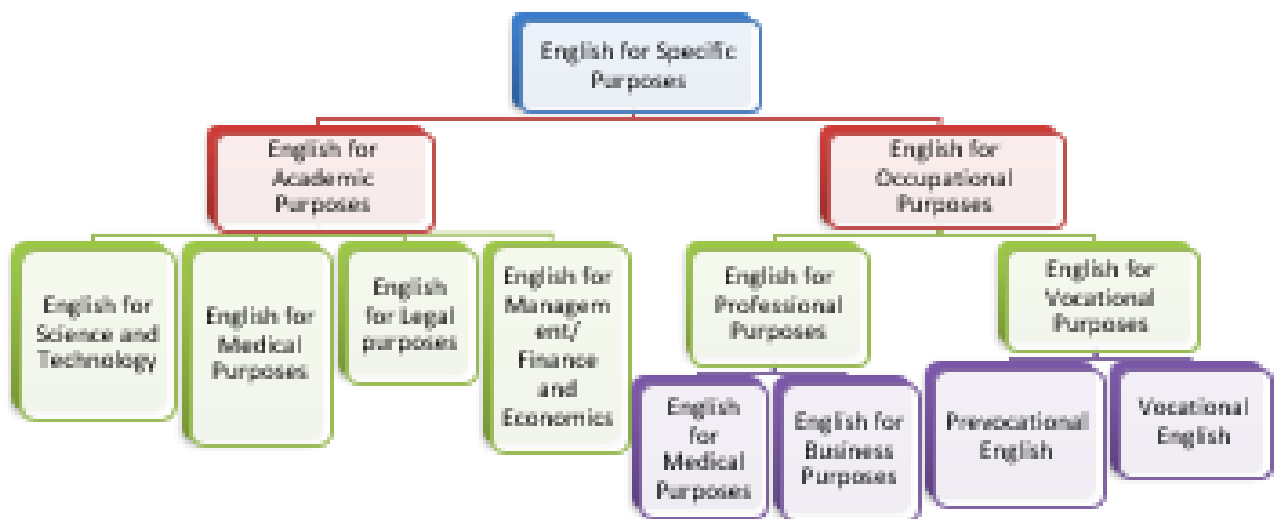 English for Specific
Purposes
English for
Academic
Purposes
English for
Occupational
Purposes
English for
Science and
Technology
English for
Medical
Purposes
English
for Legal
purposes
English for
Managem
ent/
Finance
and
Economics
English for
Professional
Purposes
English for
Vocational
Purposes
English
for
Medical
Purposes
English for
Business
Purposes
Prevocational
English
Vocational
English